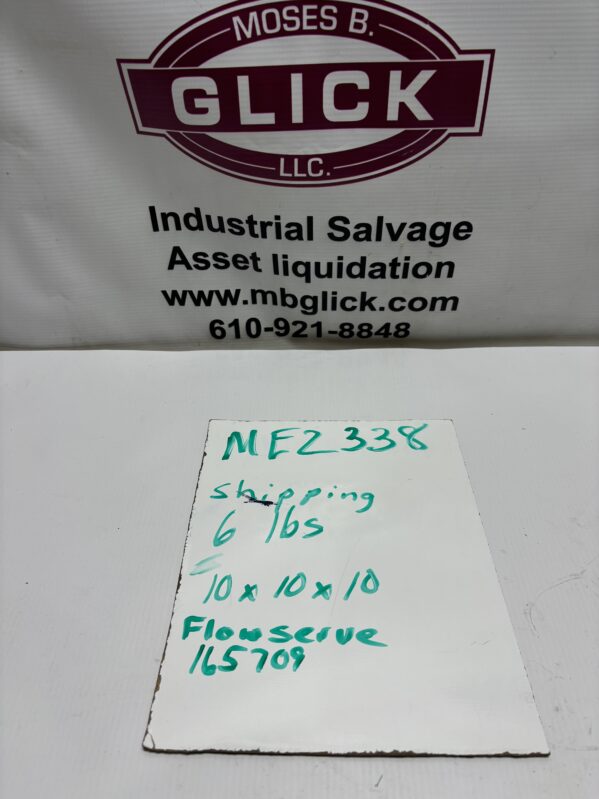 MOSES B.
GLICK
LLC.
Industrial Salvage
Asset liquidation
www.mbglick.com
610-921-8848
MEZ338
Shipping
6 lbs
10 x 10 x 10
Flowserve
165709